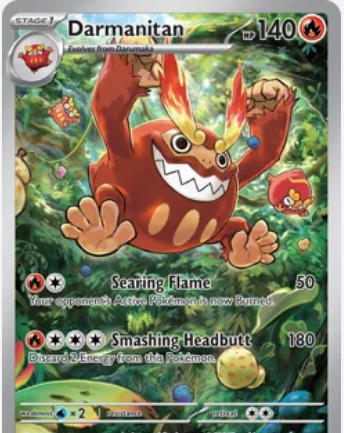 STAGE 1
Darmanitan
HP 140
Evolves from Darumaka
Searing Flame 50
Your opponent's Active Pokémon is now Burned.
Smashing Headbutt 180
Discard 2 Energy from this Pokémon.
weakness ×2 resistance retreat